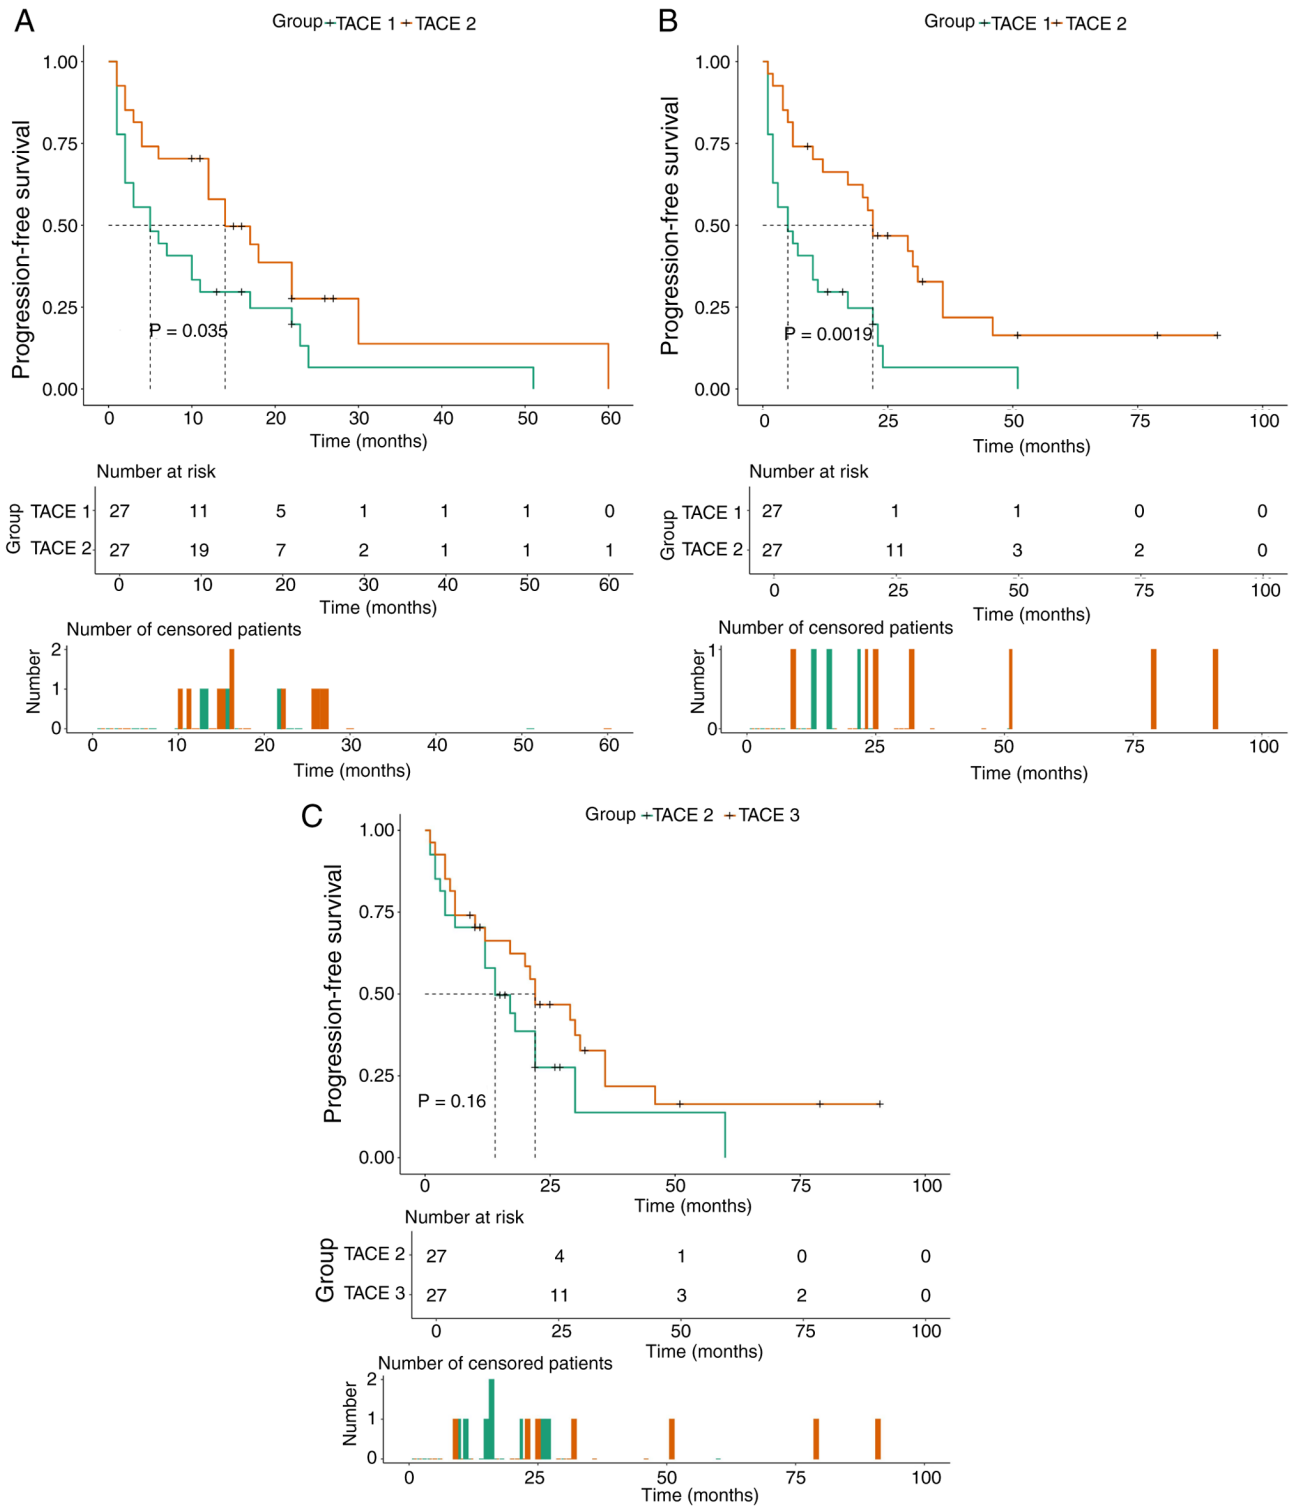 A
Group TACE 1 TACE 2
Progression-free survival
1.00
0.75
0.50
0.25
0.00
P = 0.035
0 10 20 30 40 50 60
Time (months)
Number at risk
Group
TACE 1 27 11 5 1 1 1 0
TACE 2 27 19 7 2 1 1 1
0 10 20 30 40 50 60
Time (months)
Number of censored patients
Number
2
1
0
0 10 20 30 40 50 60
Time (months)
B
Group TACE 1 TACE 2
Progression-free survival
1.00
0.75
0.50
0.25
0.00
P = 0.0019
0 25 50 75 100
Time (months)
Number at risk
Group
TACE 1 27 1 1 0 0
TACE 2 27 11 3 2 0
0 25 50 75 100
Time (months)
Number of censored patients
Number
1
0
0 25 50 75 100
Time (months)
C
Group TACE 2 TACE 3
Progression-free survival
1.00
0.75
0.50
0.25
0.00
P = 0.16
0 25 50 75 100
Time (months)
Number at risk
Group
TACE 2 27 4 1 0 0
TACE 3 27 11 3 2 0
0 25 50 75 100
Time (months)
Number of censored patients
Number
2
1
0
0 25 50 75 100
Time (months)